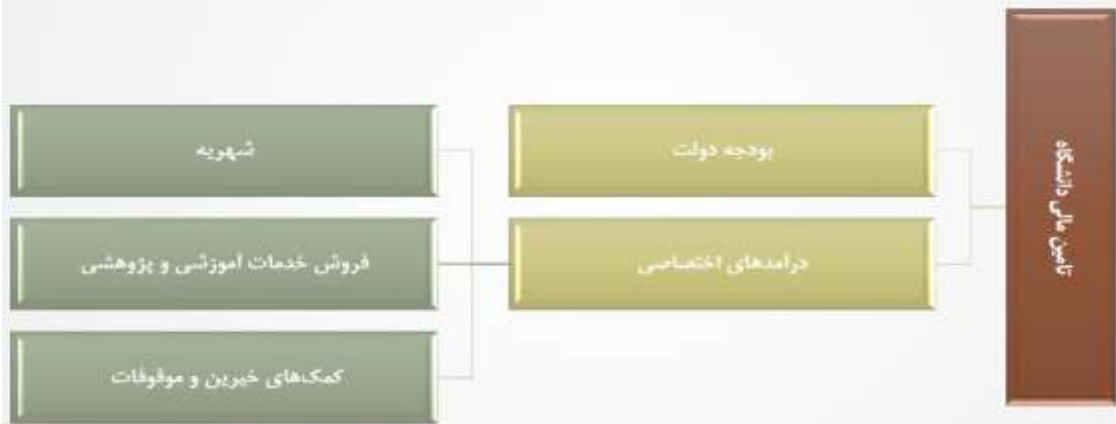 تامین مالی دانشگاه
بودجه دولت
درآمدهای اختصاصی
شهریه
فروش خدمات آموزشی و پژوهشی
کمک‌های خیرین و موقوفات